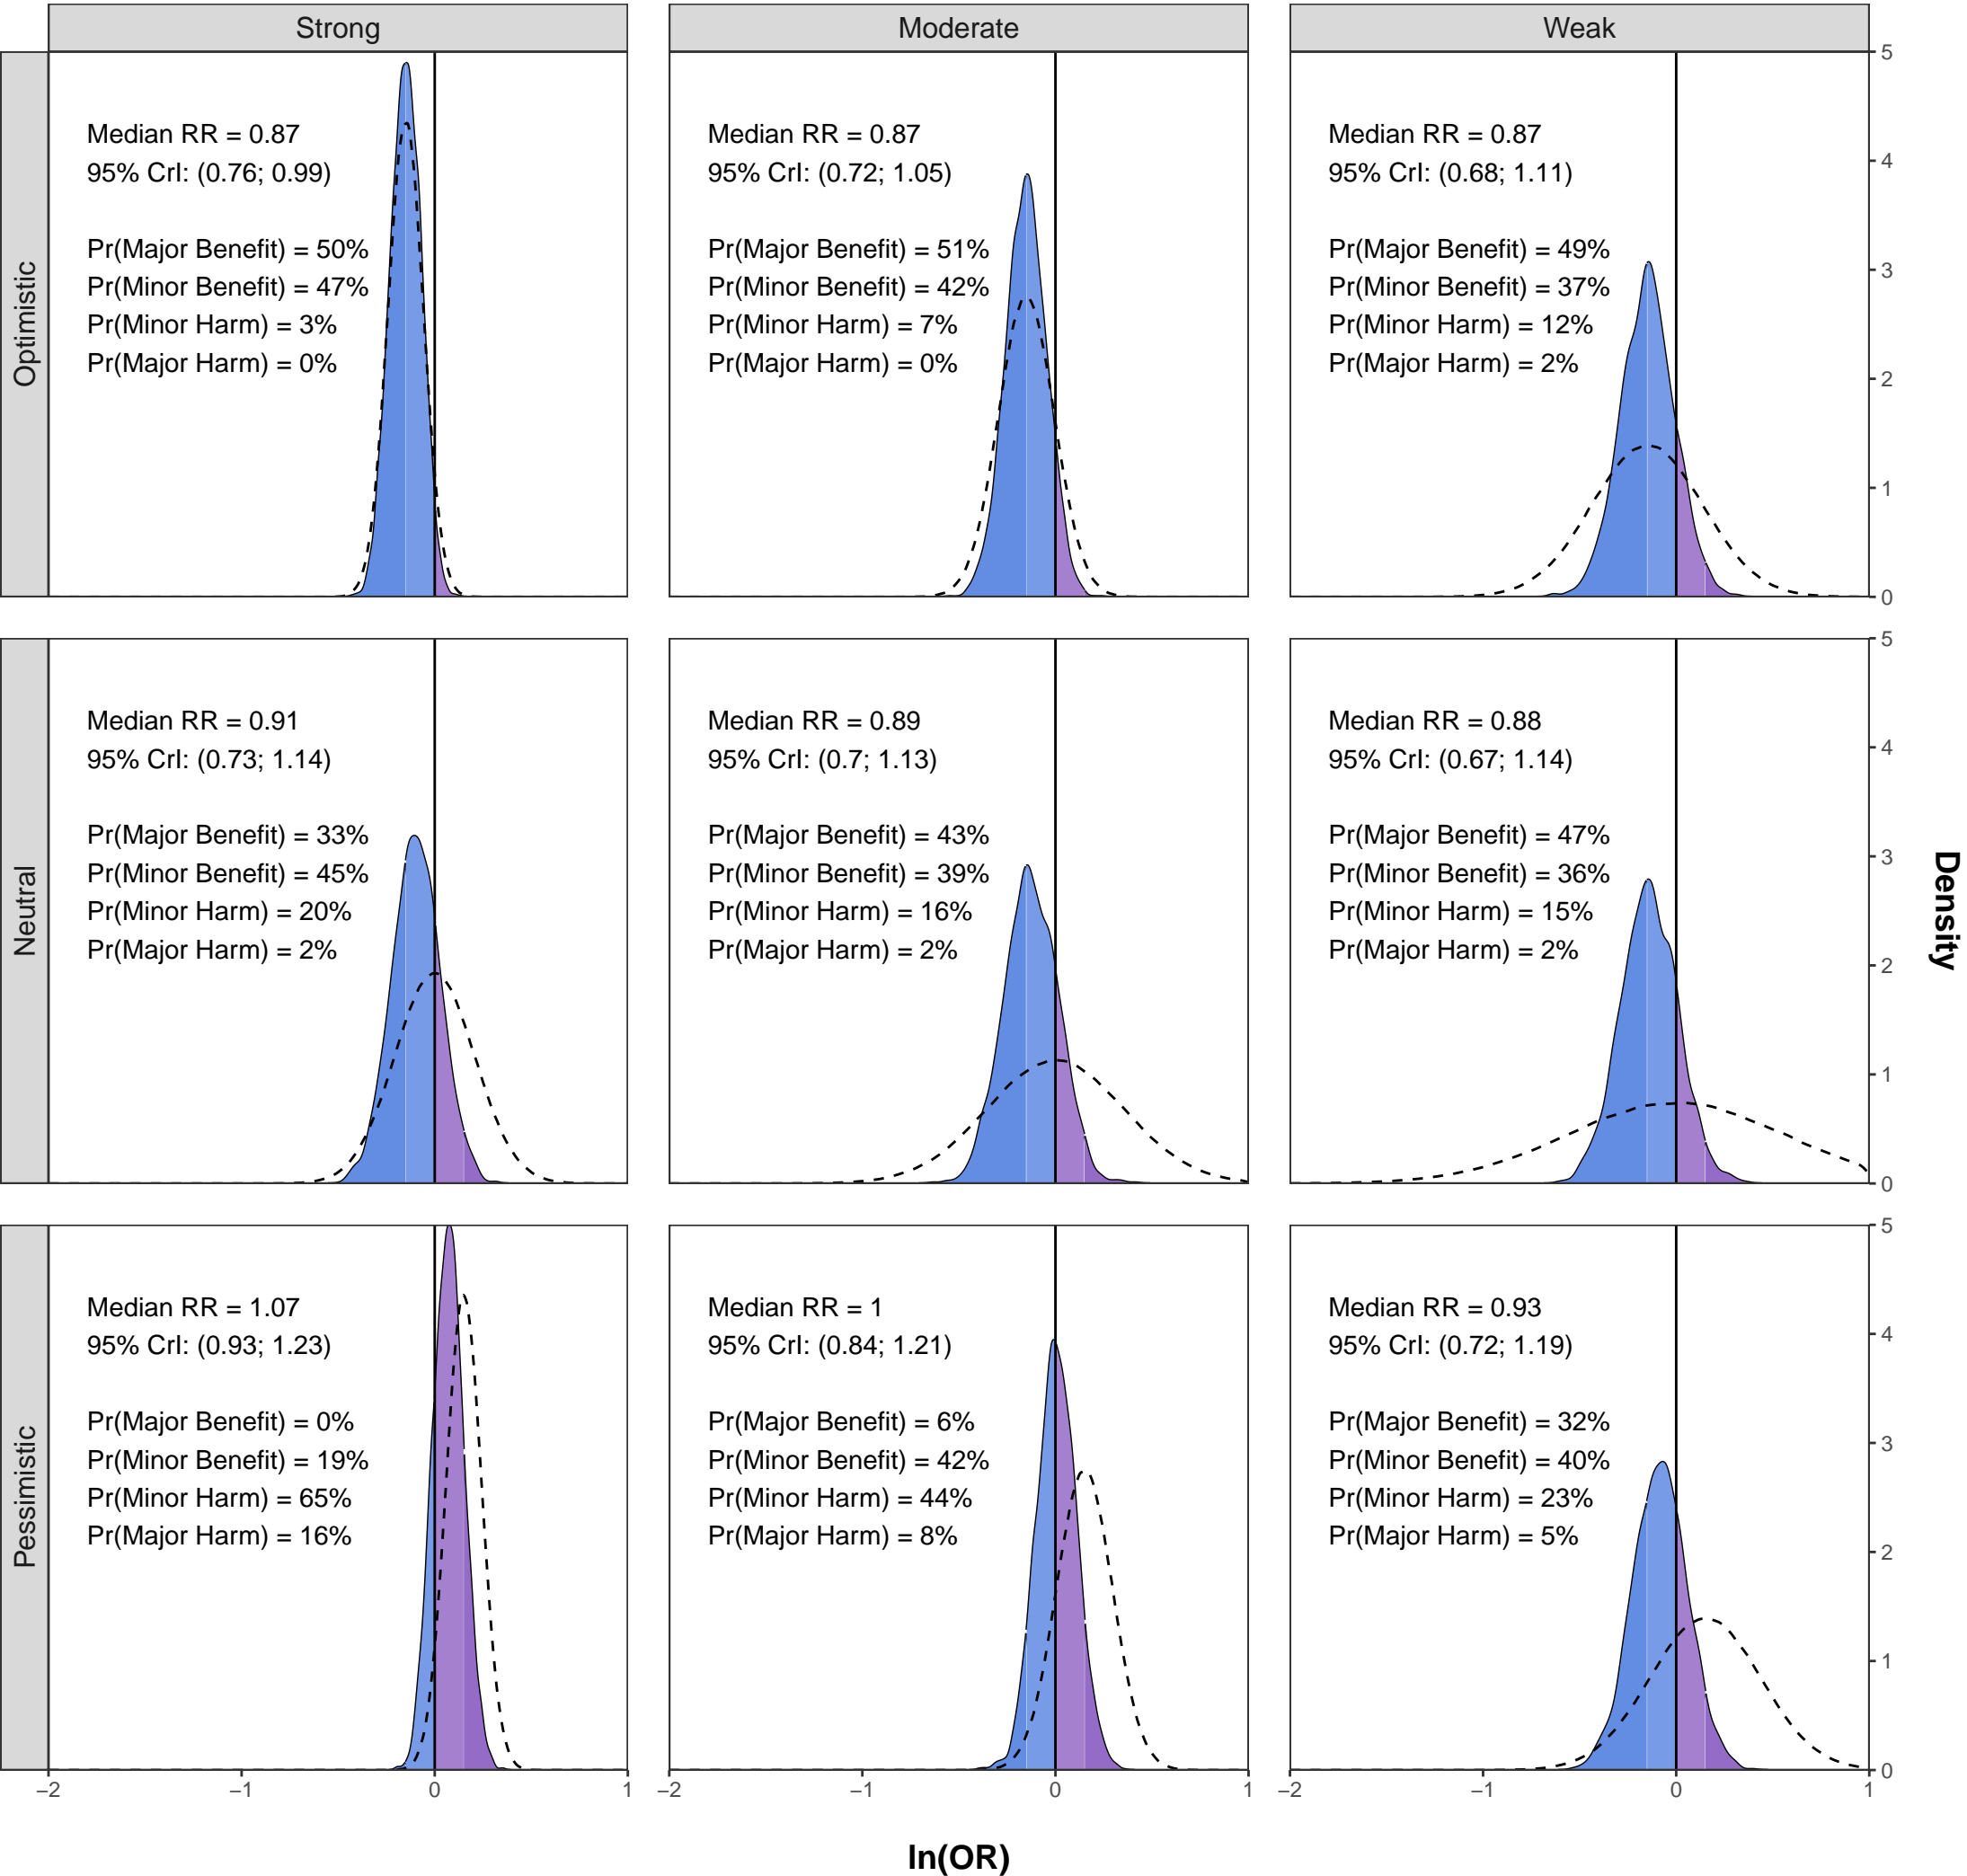 Strong
Moderate
Weak
Optimistic
Median RR = 0.87
95% CrI: (0.76; 0.99)
Pr(Major Benefit) = 50%
Pr(Minor Benefit) = 47%
Pr(Minor Harm) = 3%
Pr(Major Harm) = 0%
Median RR = 0.87
95% CrI: (0.72; 1.05)
Pr(Major Benefit) = 51%
Pr(Minor Benefit) = 42%
Pr(Minor Harm) = 7%
Pr(Major Harm) = 0%
Median RR = 0.87
95% CrI: (0.68; 1.11)
Pr(Major Benefit) = 49%
Pr(Minor Benefit) = 37%
Pr(Minor Harm) = 12%
Pr(Major Harm) = 2%
5
4
3
2
1
0
Neutral
Median RR = 0.91
95% CrI: (0.73; 1.14)
Pr(Major Benefit) = 33%
Pr(Minor Benefit) = 45%
Pr(Minor Harm) = 20%
Pr(Major Harm) = 2%
Median RR = 0.89
95% CrI: (0.7; 1.13)
Pr(Major Benefit) = 43%
Pr(Minor Benefit) = 39%
Pr(Minor Harm) = 16%
Pr(Major Harm) = 2%
Median RR = 0.88
95% CrI: (0.67; 1.14)
Pr(Major Benefit) = 47%
Pr(Minor Benefit) = 36%
Pr(Minor Harm) = 15%
Pr(Major Harm) = 2%
5
4
3
2
1
0
Density
Pessimistic
Median RR = 1.07
95% CrI: (0.93; 1.23)
Pr(Major Benefit) = 0%
Pr(Minor Benefit) = 19%
Pr(Minor Harm) = 65%
Pr(Major Harm) = 16%
Median RR = 1
95% CrI: (0.84; 1.21)
Pr(Major Benefit) = 6%
Pr(Minor Benefit) = 42%
Pr(Minor Harm) = 44%
Pr(Major Harm) = 8%
Median RR = 0.93
95% CrI: (0.72; 1.19)
Pr(Major Benefit) = 32%
Pr(Minor Benefit) = 40%
Pr(Minor Harm) = 23%
Pr(Major Harm) = 5%
5
4
3
2
1
0
−2 −1 0 1
−2 −1 0 1
−2 −1 0 1
ln(OR)